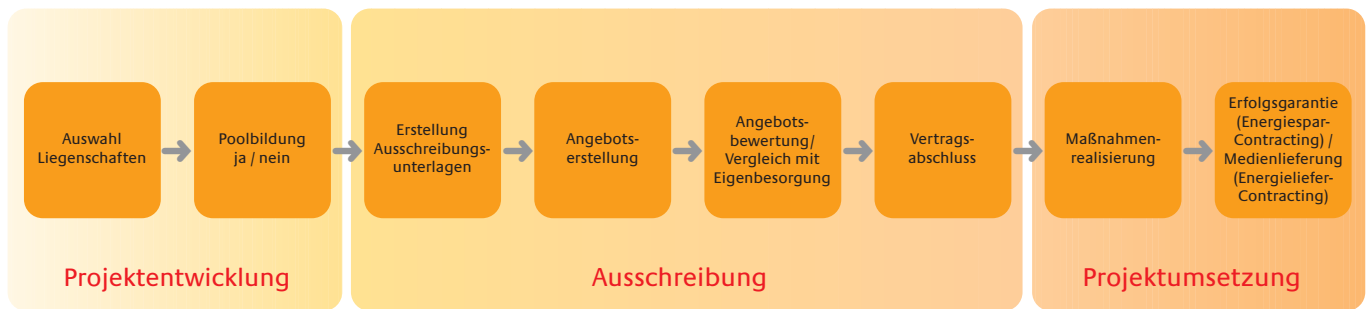 Auswahl
Liegenschaften
Poolbildung
ja / nein
Erstellung
Ausschreibungs-
unterlagen
Angebots-
erstellung
Angebots-
bewertung/
Vergleich mit
Eigenbesorgung
Vertrags-
abschluss
Maßnahmen-
realisierung
Erfolgsgarantie
(Energiespar-
Contracting) /
Medienlieferung
(Energieliefer-
Contracting)
Projektentwicklung
Ausschreibung
Projektumsetzung